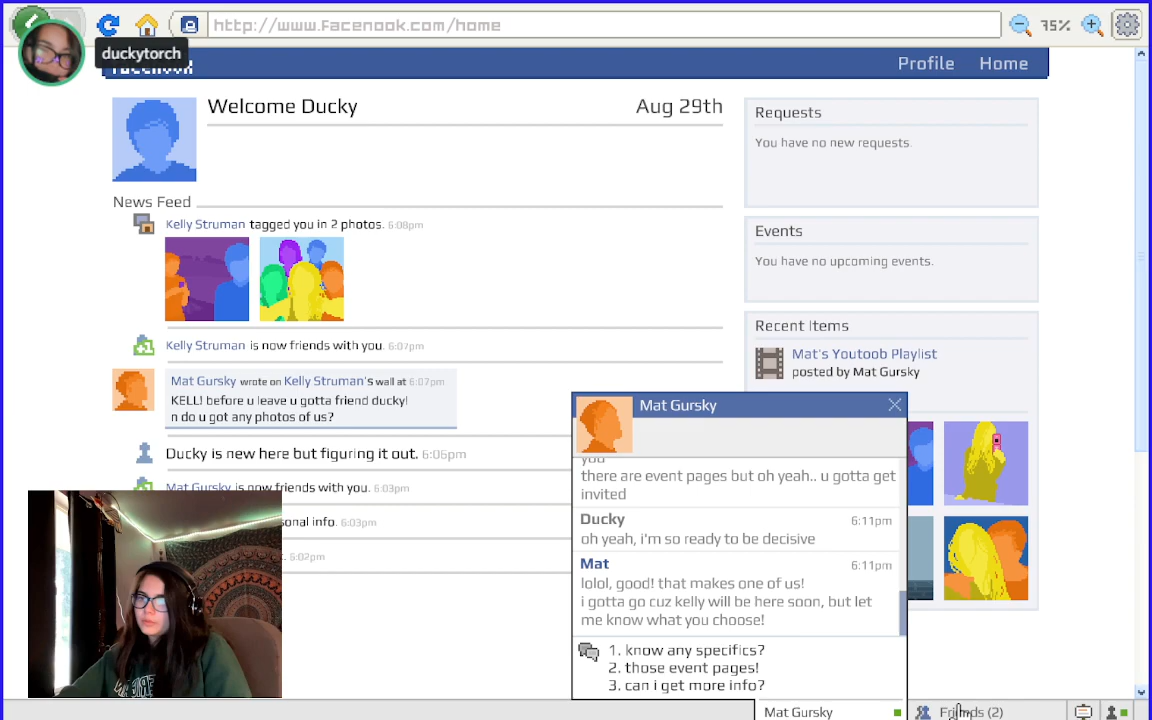 http://www.Facenook.com/home
75%
duckytorch
Profile
Home
Welcome Ducky
Aug 29th
News Feed
Kelly Struman tagged you in 2 photos. 6:08pm
Kelly Struman is now friends with you. 6:07pm
Mat Gursky wrote on Kelly Struman's wall at 6:07pm
KELL! before u leave u gotta friend ducky!
n do u got any photos of us?
Ducky is new here but figuring it out. 6:06pm
Mat Gursky is now friends with you. 6:03pm
sonal info. 6:03pm
6:02pm
Requests
You have no new requests.
Events
You have no upcoming events.
Recent Items
Mat's Youtoob Playlist
posted by Mat Gursky
Mat Gursky
you
there are event pages but oh yeah.. u gotta get
invited
Ducky 6:11pm
oh yeah, i'm so ready to be decisive
Mat 6:11pm
lolol, good! that makes one of us!
i gotta go cuz kelly will be here soon, but let
me know what you choose!
1. know any specifics?
2. those event pages!
3. can i get more info?
Mat Gursky
Friends (2)